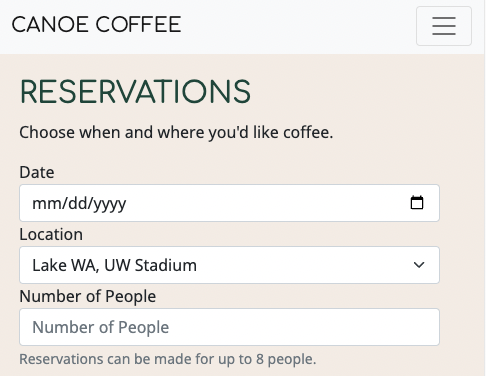 CANOE COFFEE
RESERVATIONS
Choose when and where you'd like coffee.
Date
mm/dd/yyyy
Location
Lake WA, UW Stadium
Number of People
Number of People
Reservations can be made for up to 8 people.